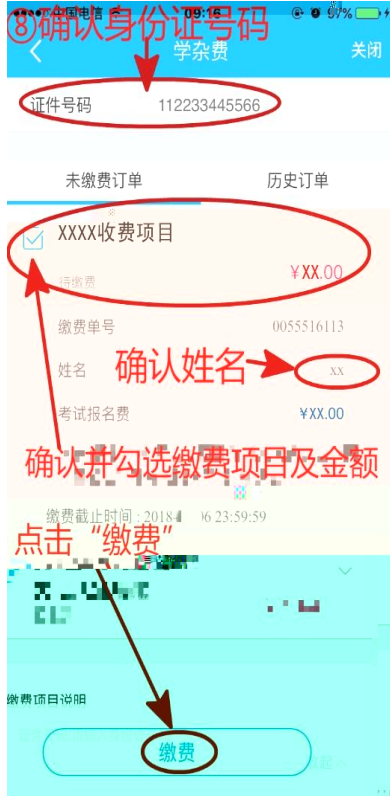 中国电信 09:16 97%
⑧确认身份证号码
学杂费 关闭
证件号码 112233445566
未缴费订单 历史订单
XXXX收费项目
待缴费 ¥XX.00
缴费单号 0055516113
姓名 确认姓名 xx
考试报名费 ¥XX.00
确认并勾选缴费项目及金额
缴费截止时间 : 2018- 06 23:59:59
点击“缴费”
缴费项目说明
缴费